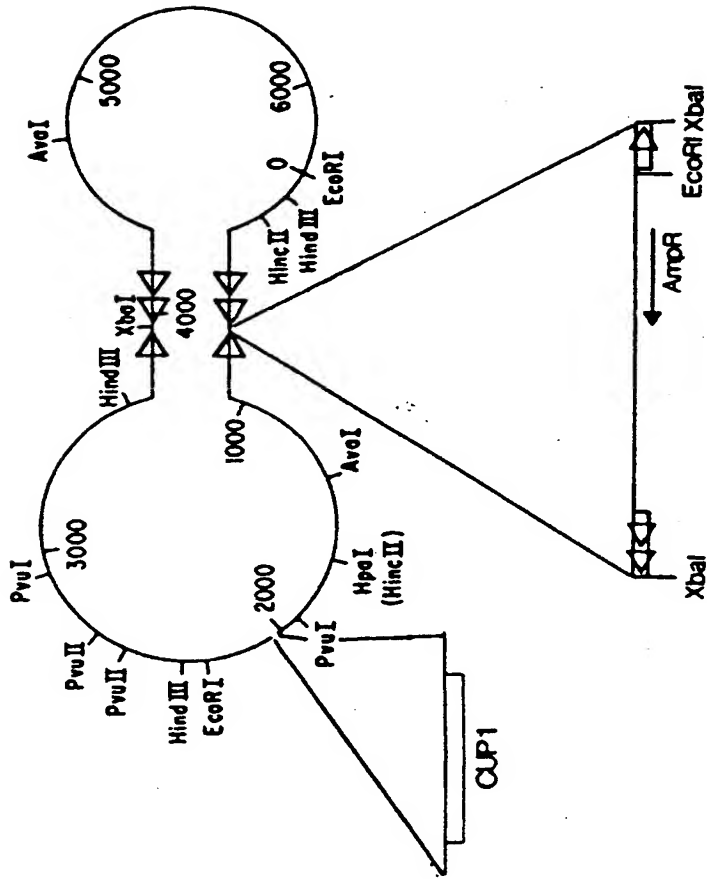 5000
6000
0
AvaI
EcoRI
HindIII
HincII
XbaI
4000
HindIII
1000
AvaI
HpaI
(HincII)
2000
PvuI
3000
PvuI
PvuII
PvuII
HindIII
EcoRI
CUP1
EcoRI XbaI
AmpR
XbaI